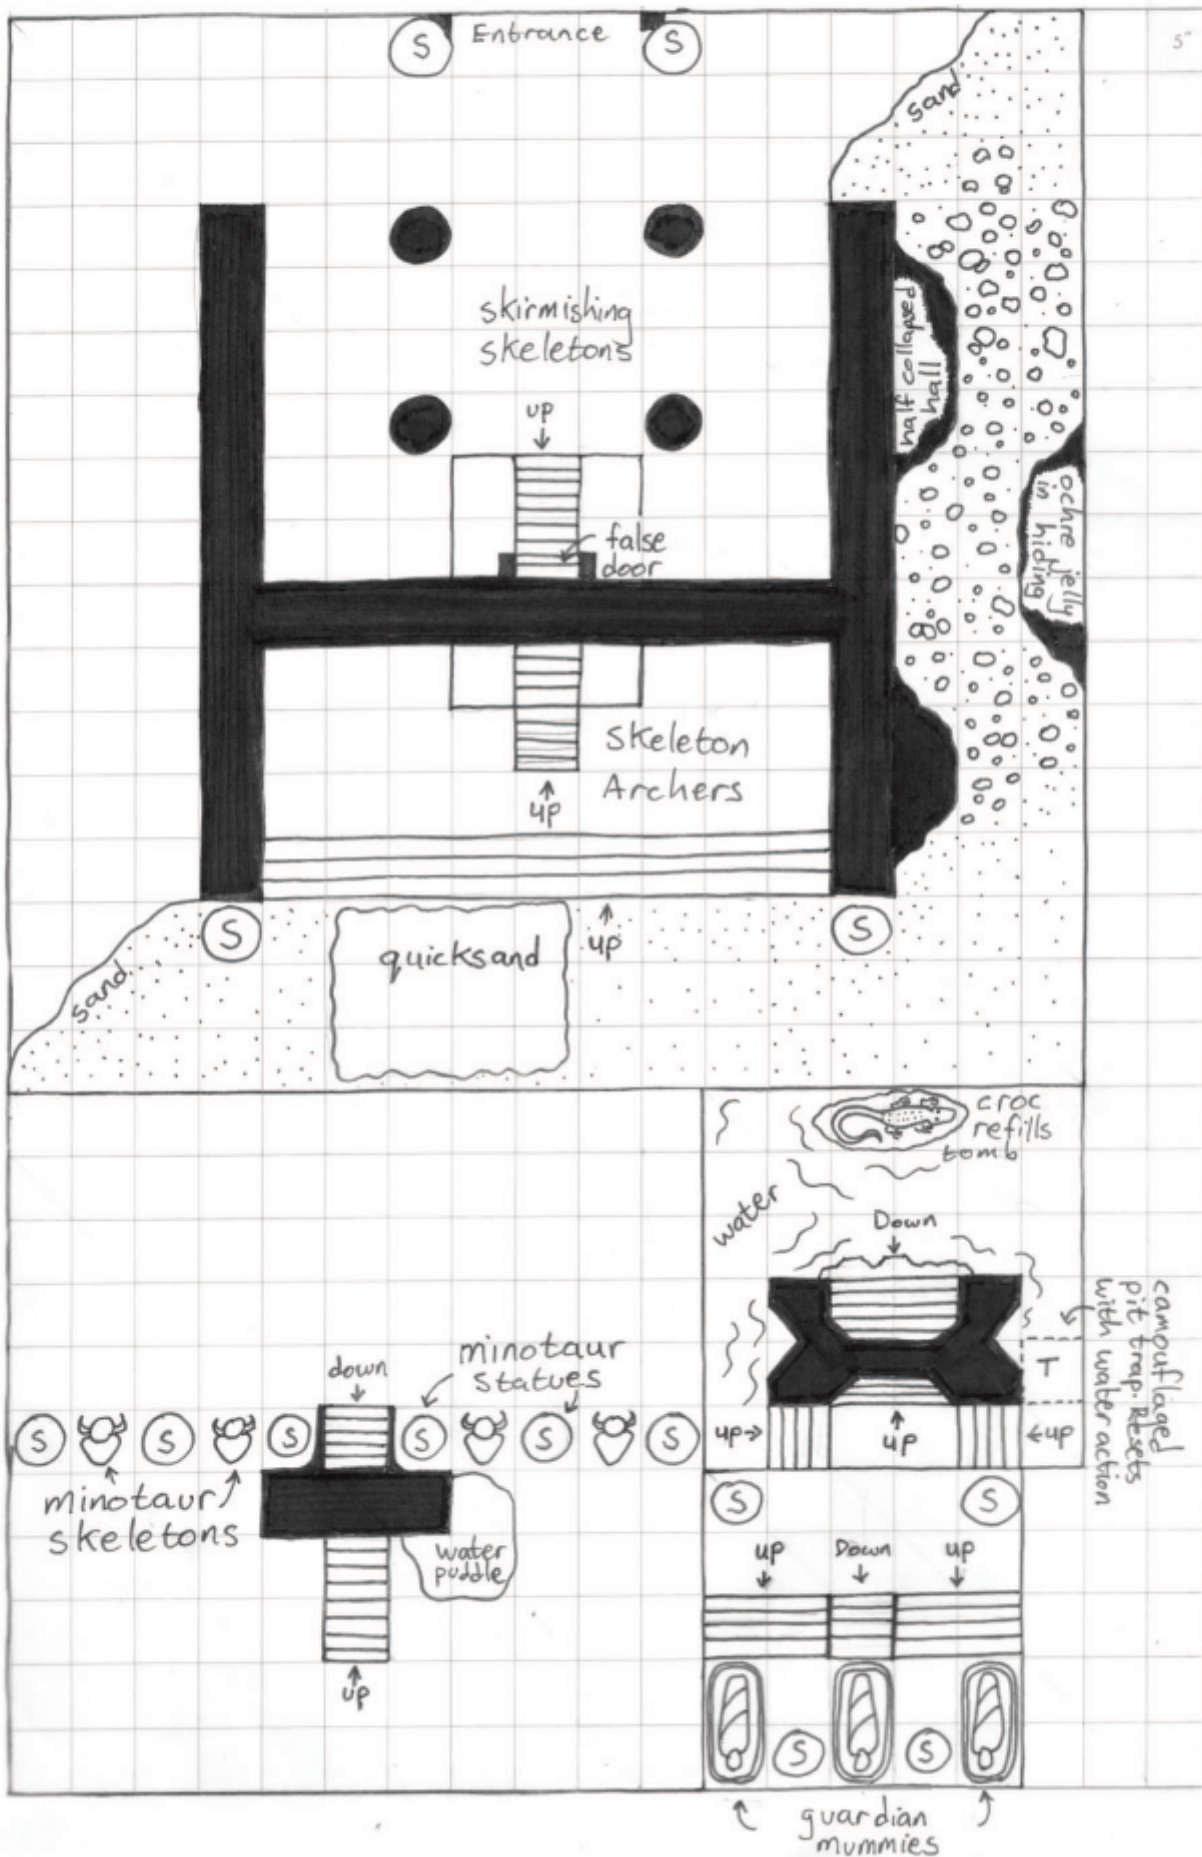 S
Entrance
S
5"
sand
skirmishing
skeletons
half collapsed
hall
up
ochre jelly
in hiding
false
door
skeleton
Archers
up
S
S
quicksand
up
sand
croc
refills
tomb
water
Down
camouflaged
pit trap. Resets
with water action
T
minotaur
statues
down
S
S
S
S
S
S
up
up
up
minotaur
skeletons
water
puddle
up
S
S
up
Down
up
S
S
guardian
mummies